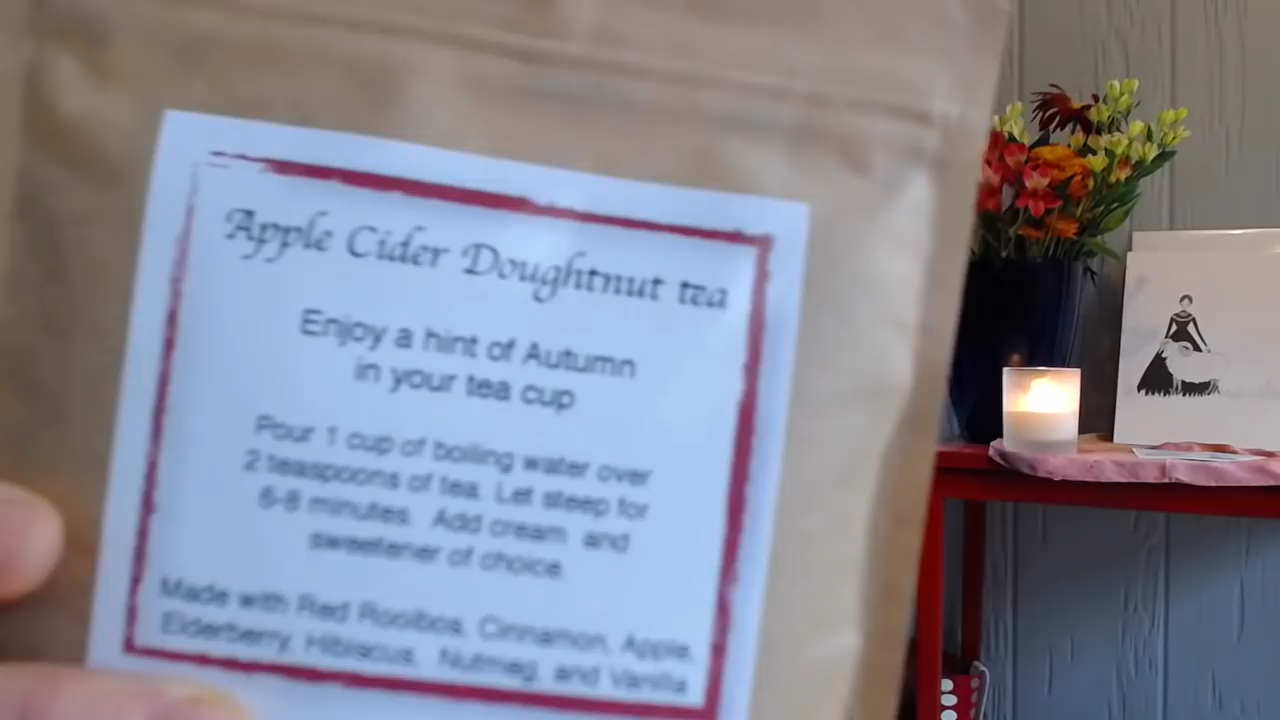 Apple Cider Doughtnut tea
Enjoy a hint of Autumn
in your tea cup
Pour 1 cup of boiling water over
2 teaspoons of tea. Let steep for
6-8 minutes. Add cream and
sweetener of choice.
Made with Red Rooibos, Cinnamon, Apple,
Elderberry, Hibiscus, Nutmeg, and Vanilla